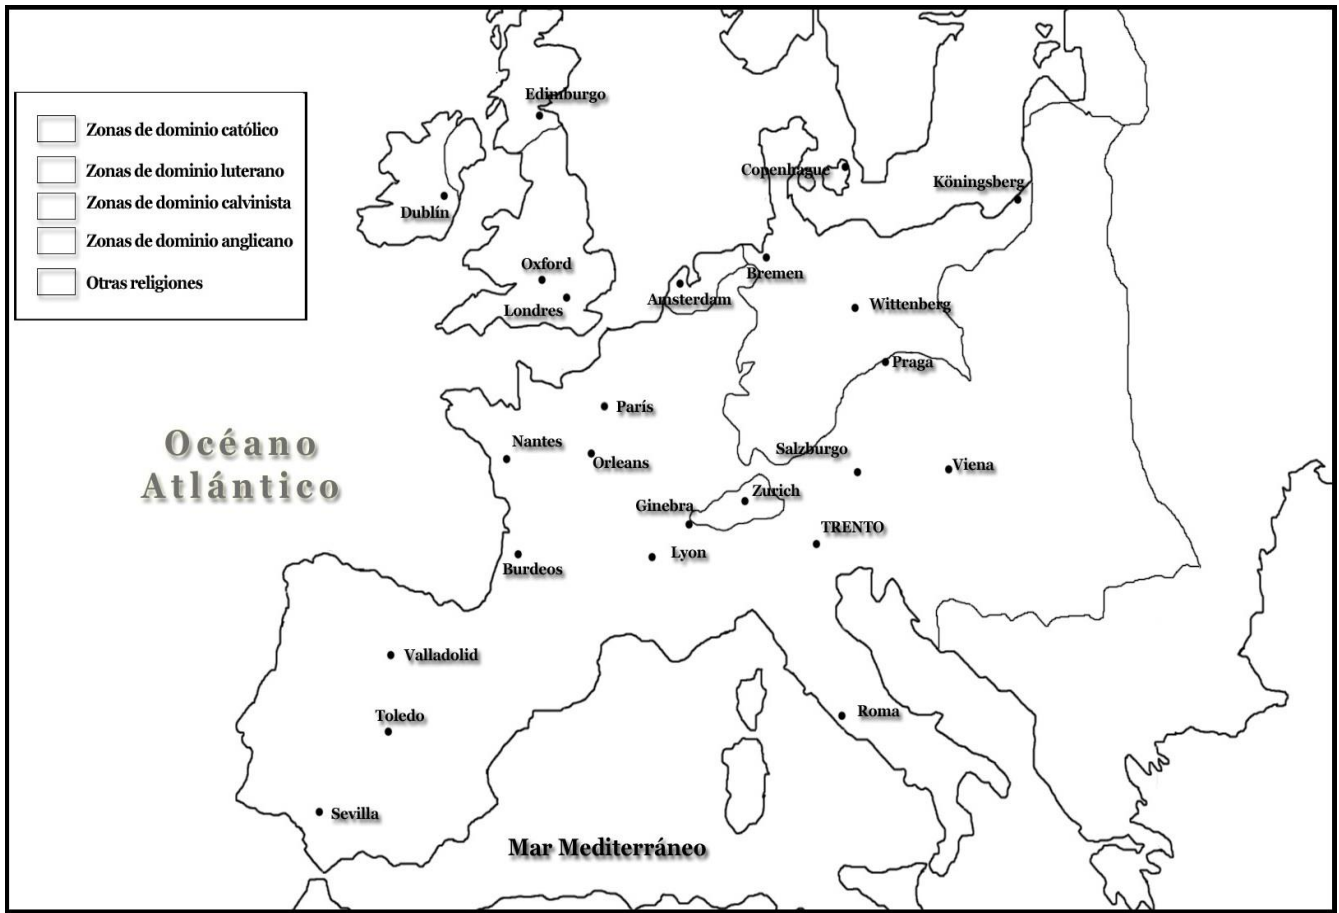 Zonas de dominio católico
Zonas de dominio luterano
Zonas de dominio calvinista
Zonas de dominio anglicano
Otras religiones
Edimburgo
Dublín
Copenhague
Köningsberg
Oxford
Londres
Amsterdam
Bremen
Wittenberg
Praga
París
Nantes
Orleans
Salzburgo
Viena
Océano
Atlántico
Ginebra
Zurich
TRENTO
Lyon
Burdeos
Valladolid
Toledo
Roma
Sevilla
Mar Mediterráneo